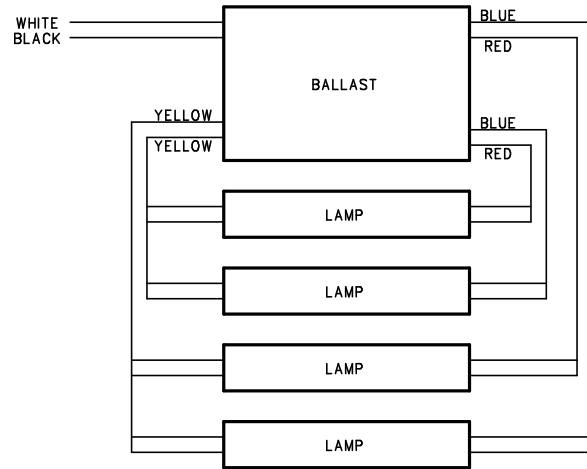 WHITE
BLACK
BLUE
RED
BALLAST
YELLOW
YELLOW
BLUE
RED
LAMP
LAMP
LAMP
LAMP